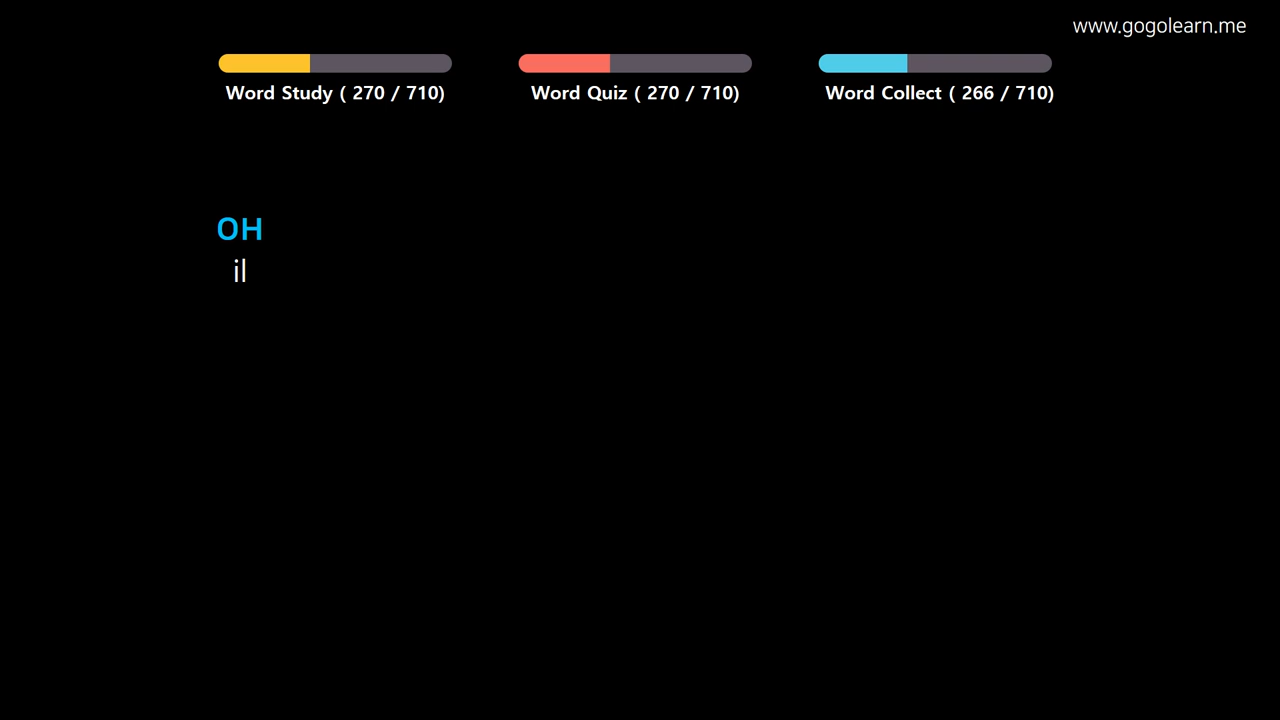 www.gogolearn.me
Word Study ( 270 / 710)
Word Quiz ( 270 / 710)
Word Collect ( 266 / 710)
OH
il